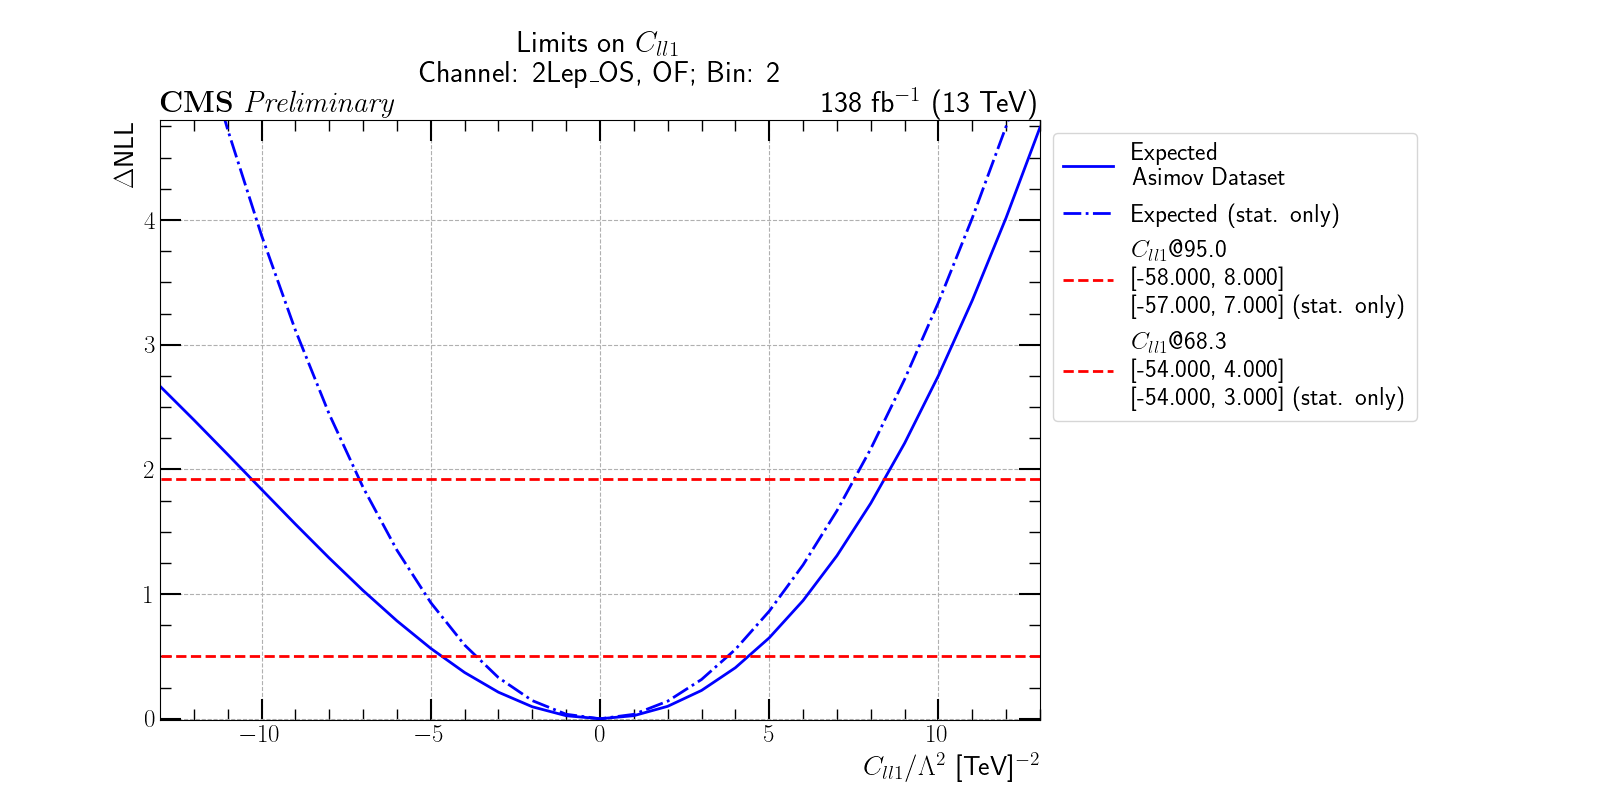 Limits on C_{ll1}
Channel: 2Lep_OS, OF; Bin: 2
CMS Preliminary
138 fb⁻¹ (13 TeV)
ΔNLL
4
3
2
1
0
−10
−5
0
5
10
C_{ll1}/Λ² [TeV]⁻²
Expected
Asimov Dataset
Expected (stat. only)
C_{ll1}@95.0
[-58.000, 8.000]
[-57.000, 7.000] (stat. only)
C_{ll1}@68.3
[-54.000, 4.000]
[-54.000, 3.000] (stat. only)